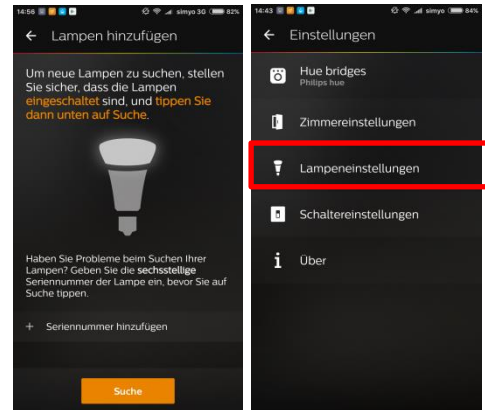 14:56 simyo 3G 82%
Lampen hinzufügen
Um neue Lampen zu suchen, stellen
Sie sicher, dass die Lampen
eingeschaltet sind, und tippen Sie
dann unten auf Suche.
Haben Sie Probleme beim Suchen Ihrer
Lampen? Geben Sie die sechsstellige
Seriennummer der Lampe ein, bevor Sie auf
Suche tippen.
+ Seriennummer hinzufügen
Suche
14:43 simyo 84%
Einstellungen
Hue bridges
Philips hue
Zimmereinstellungen
Lampeneinstellungen
Schaltereinstellungen
Über